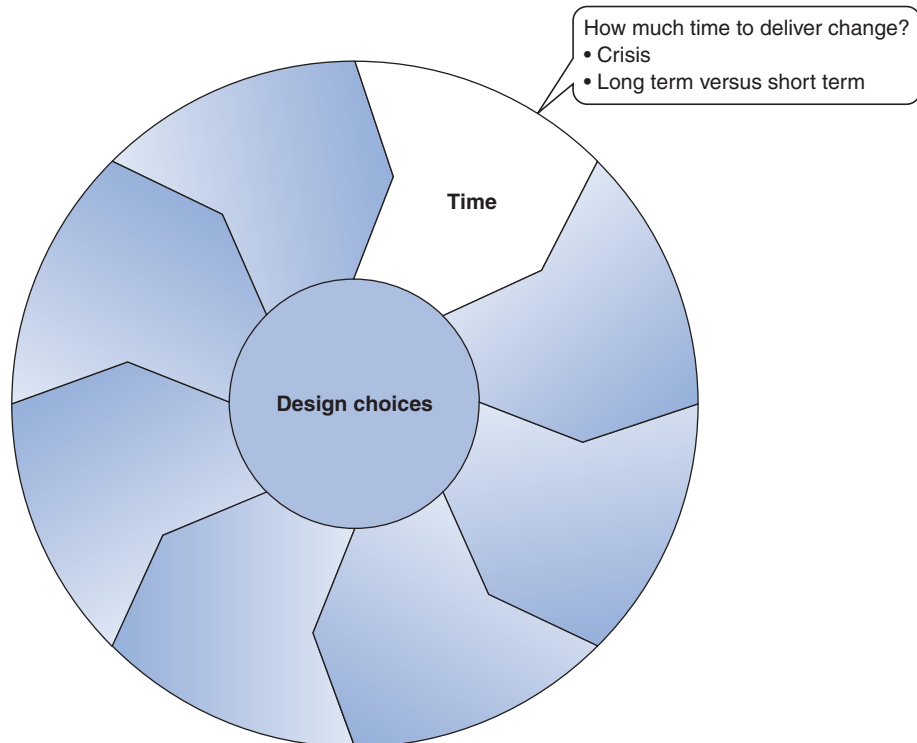 How much time to deliver change?
• Crisis
• Long term versus short term
Time
Design choices